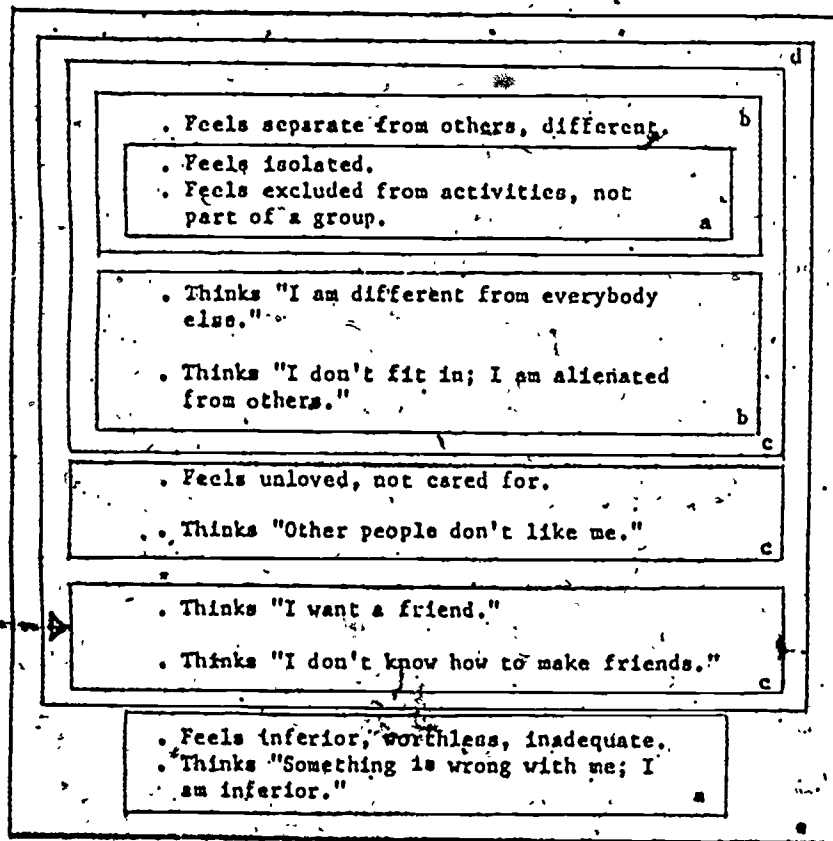 d
. Feels separate from others, different. b
. Feels isolated.
. Feels excluded from activities, not
part of a group. a
. Thinks "I am different from everybody
else."
. Thinks "I don't fit in; I am alienated
from others."
b
c
. Feels unloved, not cared for.
. Thinks "Other people don't like me."
c
. Thinks "I want a friend."
. Thinks "I don't know how to make friends."
c
. Feels inferior, worthless, inadequate.
. Thinks "Something is wrong with me; I
am inferior."